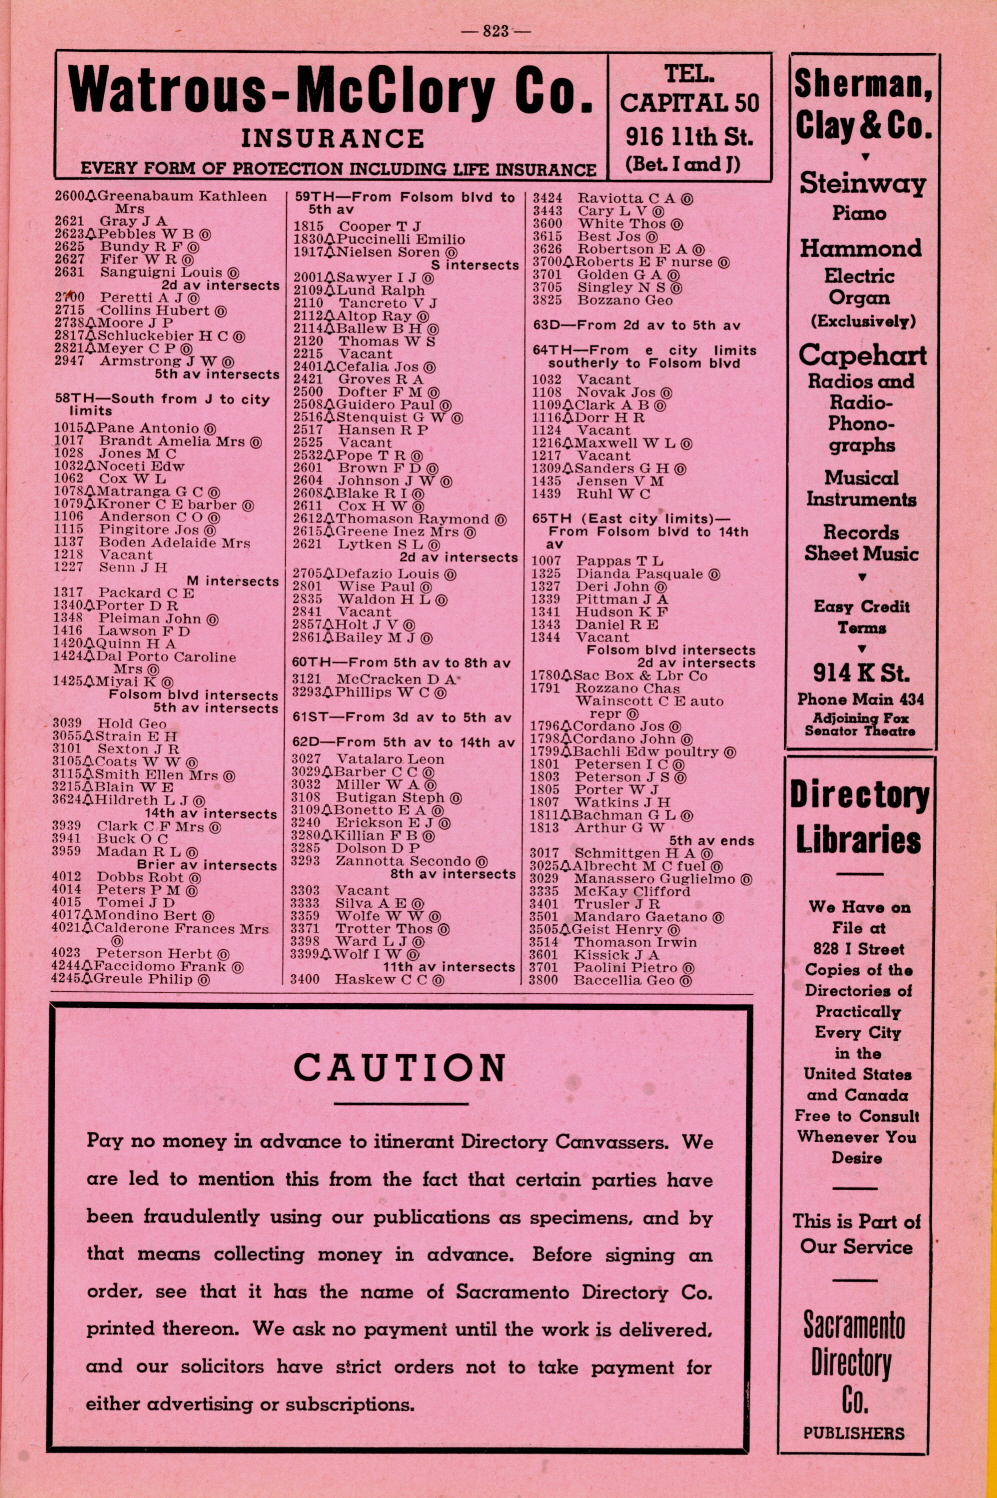 — 823 —
Watrous-McClory Co.
INSURANCE
EVERY FORM OF PROTECTION INCLUDING LIFE INSURANCE
TEL.
CAPITAL 50
916 11th St.
(Bet. I and J)
2600△Greenabaum Kathleen
Mrs
2621 Gray J A
2623△Pebbles W B ◎
2625 Bundy R F ◎
2627 Fifer W R ◎
2631 Sanguigni Louis ◎
2d av intersects
2700 Peretti A J ◎
2715 Collins Hubert ◎
2738△Moore J P
2817△Schluckebier H C ◎
2821△Meyer C P ◎
2947 Armstrong J W ◎
5th av intersects
58TH—South from J to city
limits
1015△Pane Antonio ◎
1017 Brandt Amelia Mrs ◎
1028 Jones M C
1032△Noceti Edw
1062 Cox W L
1078△Matranga G C ◎
1079△Kroner C E barber ◎
1106 Anderson C O ◎
1115 Pingitore Jos ◎
1137 Boden Adelaide Mrs
1218 Vacant
1227 Senn J H
M intersects
1317 Packard C E
1340△Porter D R
1348 Pleiman John ◎
1416 Lawson F D
1420△Quinn H A
1424△Dal Porto Caroline
Mrs ◎
1425△Miyai K ◎
Folsom blvd intersects
5th av intersects
3039 Hold Geo
3055△Strain E H
3101 Sexton J R
3105△Coats W W ◎
3115△Smith Ellen Mrs ◎
3215△Blain W E
3624△Hildreth L J ◎
14th av intersects
3939 Clark C F Mrs ◎
3941 Buck O C
3959 Madan R L ◎
Brier av intersects
4012 Dobbs Robt ◎
4014 Peters P M ◎
4015 Tomei J D
4017△Mondino Bert ◎
4021△Calderone Frances Mrs
◎
4023 Peterson Herbt ◎
4244△Faccidomo Frank ◎
4245△Greule Philip ◎
59TH—From Folsom blvd to
5th av
1815 Cooper T J
1830△Puccinelli Emilio
1917△Nielsen Soren ◎
S intersects
2001△Sawyer I J ◎
2109△Lund Ralph
2110 Tancreto V J
2112△Altop Ray ◎
2114△Ballew B H ◎
2120 Thomas W S
2215 Vacant
2401△Cefalia Jos ◎
2421 Groves R A
2500 Dofter F M ◎
2508△Guidero Paul ◎
2516△Stenquist G W ◎
2517 Hansen R P
2525 Vacant
2532△Pope T R ◎
2601 Brown F D ◎
2604 Johnson J W ◎
2608△Blake R I ◎
2611 Cox H W ◎
2612△Thomason Raymond ◎
2615△Greene Inez Mrs ◎
2621 Lytken S L ◎
2d av intersects
2705△Defazio Louis ◎
2801 Wise Paul ◎
2835 Waldon H L ◎
2841 Vacant
2857△Holt J V ◎
2861△Bailey M J ◎
60TH—From 5th av to 8th av
3121 McCracken D A
3293△Phillips W C ◎
61ST—From 3d av to 5th av
62D—From 5th av to 14th av
3027 Vatalaro Leon
3029△Barber C C ◎
3032 Miller W A ◎
3108 Butigan Steph ◎
3109△Bonetto E A ◎
3240 Erickson E J ◎
3280△Killian F B ◎
3285 Dolson D P
3293 Zannotta Secondo ◎
8th av intersects
3303 Vacant
3333 Silva A E ◎
3359 Wolfe W W ◎
3371 Trotter Thos ◎
3398 Ward L J ◎
3399△Wolf I W ◎
11th av intersects
3400 Haskew C C ◎
3424 Raviotta C A ◎
3443 Cary L V ◎
3600 White Thos ◎
3615 Best Jos ◎
3626 Robertson E A ◎
3700△Roberts E F nurse ◎
3701 Golden G A ◎
3705 Singley N S ◎
3825 Bozzano Geo
63D—From 2d av to 5th av
64TH—From e city limits
southerly to Folsom blvd
1032 Vacant
1108 Novak Jos ◎
1109△Clark A B ◎
1116△Dorr H R
1124 Vacant
1216△Maxwell W L ◎
1217 Vacant
1309△Sanders G H ◎
1435 Jensen V M
1439 Ruhl W C
65TH (East city limits)—
From Folsom blvd to 14th
av
1007 Pappas T L
1325 Dianda Pasquale ◎
1327 Deri John ◎
1339 Pittman J A
1341 Hudson K F
1343 Daniel R E
1344 Vacant
Folsom blvd intersects
2d av intersects
1780△Sac Box & Lbr Co
1791 Rozzano Chas
Wainscott C E auto
repr ◎
1796△Cordano Jos ◎
1798△Cordano John ◎
1799△Bachli Edw poultry ◎
1801 Petersen I C ◎
1803 Peterson J S ◎
1805 Porter W J
1807 Watkins J H
1811△Bachman G L ◎
1813 Arthur G W
5th av ends
3017 Schmittgen H A ◎
3025△Albrecht M C fuel ◎
3029 Manassero Guglielmo ◎
3335 McKay Clifford
3401 Trusler J R
3501 Mandaro Gaetano ◎
3505△Geist Henry ◎
3514 Thomason Irwin
3601 Kissick J A
3701 Paolini Pietro ◎
3800 Baccellia Geo ◎
CAUTION
Pay no money in advance to itinerant Directory Canvassers. We
are led to mention this from the fact that certain parties have
been fraudulently using our publications as specimens, and by
that means collecting money in advance. Before signing an
order, see that it has the name of Sacramento Directory Co.
printed thereon. We ask no payment until the work is delivered,
and our solicitors have strict orders not to take payment for
either advertising or subscriptions.
Sherman,
Clay & Co.
Steinway
Piano
Hammond
Electric
Organ
(Exclusively)
Capehart
Radios and
Radio-
Phono-
graphs
Musical
Instruments
Records
Sheet Music
Easy Credit
Terms
914 K St.
Phone Main 434
Adjoining Fox
Senator Theatre
Directory
Libraries
We Have on
File at
828 I Street
Copies of the
Directories of
Practically
Every City
in the
United States
and Canada
Free to Consult
Whenever You
Desire
This is Part of
Our Service
Sacramento
Directory
Co.
PUBLISHERS